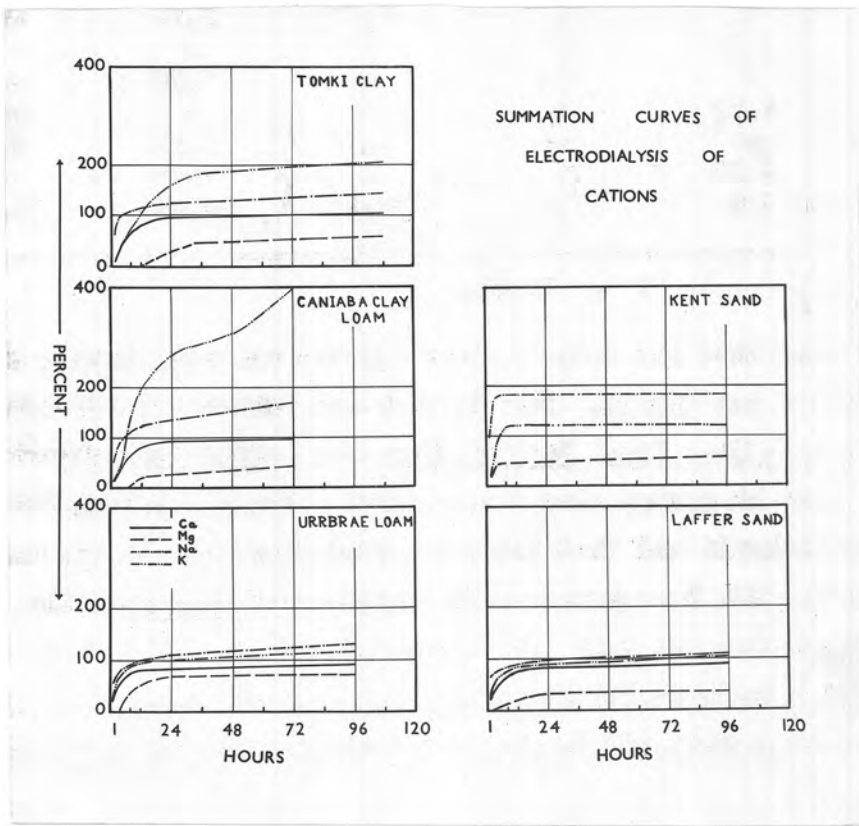 400
TOMKI CLAY
200
100
0
SUMMATION CURVES OF
ELECTRODIALYSIS OF
CATIONS
PERCENT
400
CANIABA CLAY
LOAM
200
100
0
KENT SAND
400
Ca
Mg
Na
K
URRBRAE LOAM
200
100
0
1 24 48 72 96 120
HOURS
LAFFER SAND
1 24 48 72 96 120
HOURS